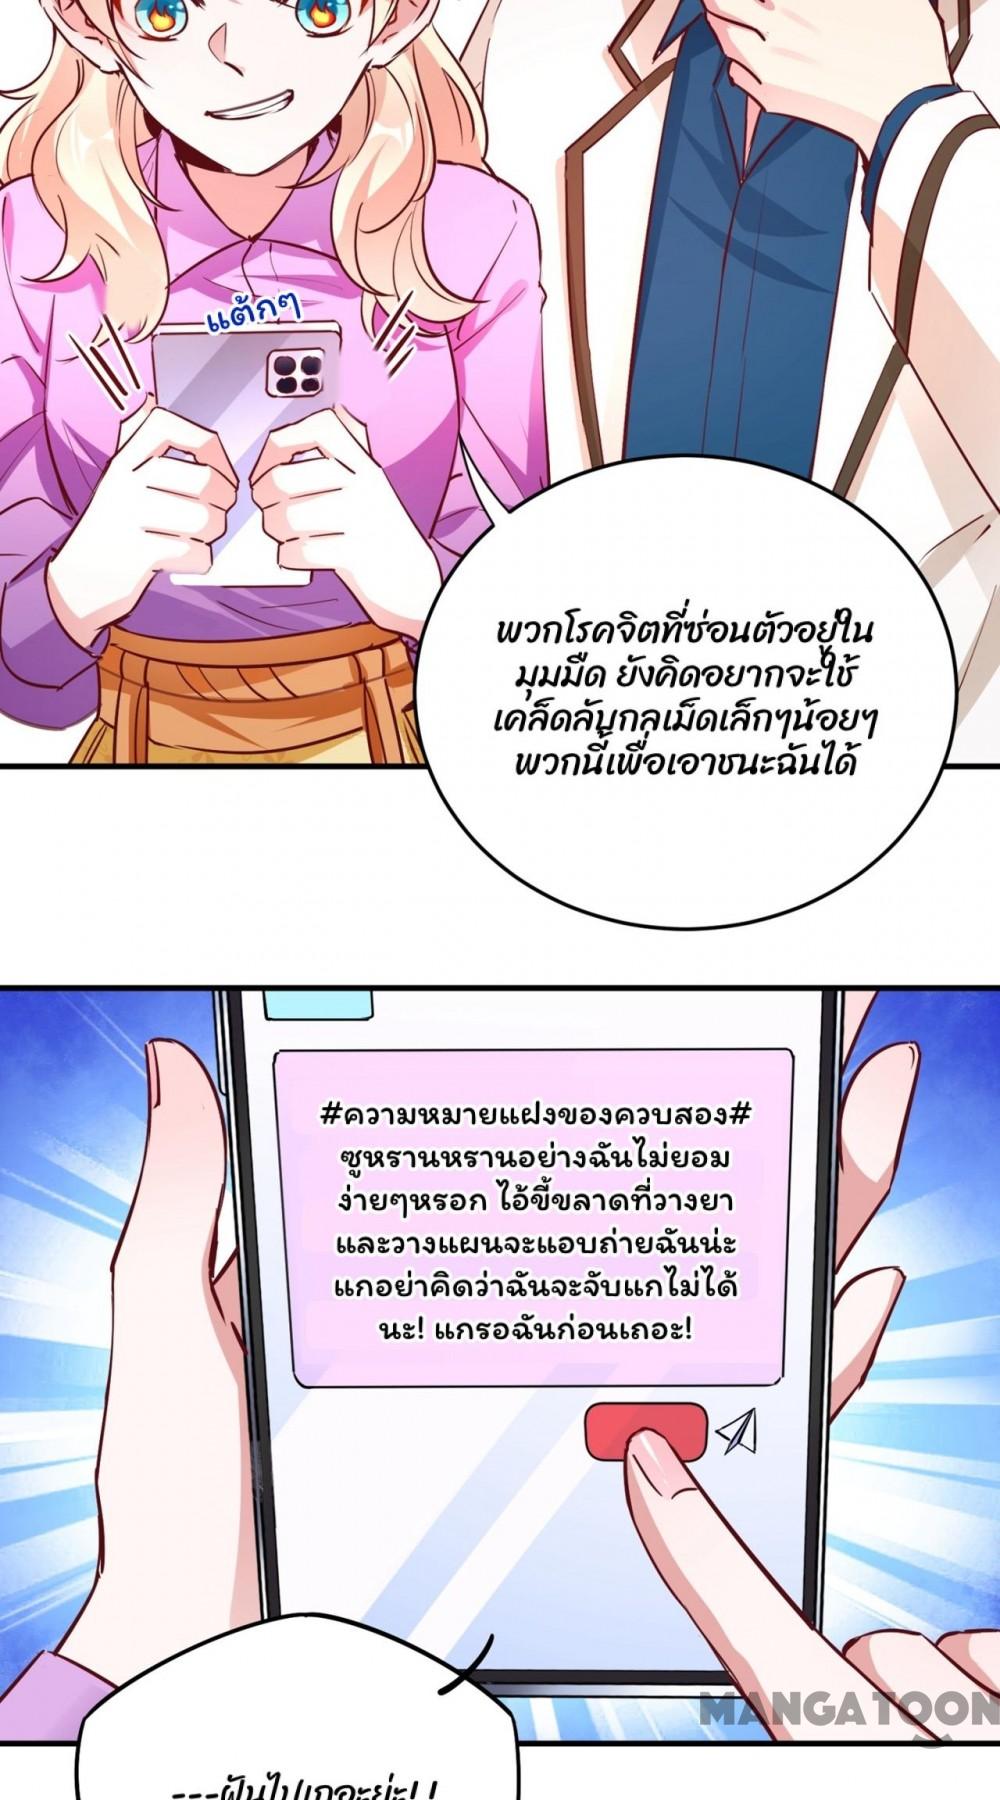 แต้กๆ
พวกโรคจิตที่ซ่อนตัวอยู่ใน
มุมมืด ยังคิดอยากจะใช้
เคล็ดลับกลเม็ดเล็กๆน้อยๆ
พวกนี้เพื่อเอาชนะฉันได้
#ความหมายแฝงของควบสอง#
ซูหรานหรานอย่างฉันไม่ยอม
ง่ายๆหรอก ไอ้ขี้ขลาดที่วางยา
และวางแผนจะแอบถ่ายฉันน่ะ
แกอย่าคิดว่าฉันจะจับแกไม่ได้
นะ! แกรอฉันก่อนเถอะ!
MANGATOON
---ฝันไปเถอะย่ะ!!